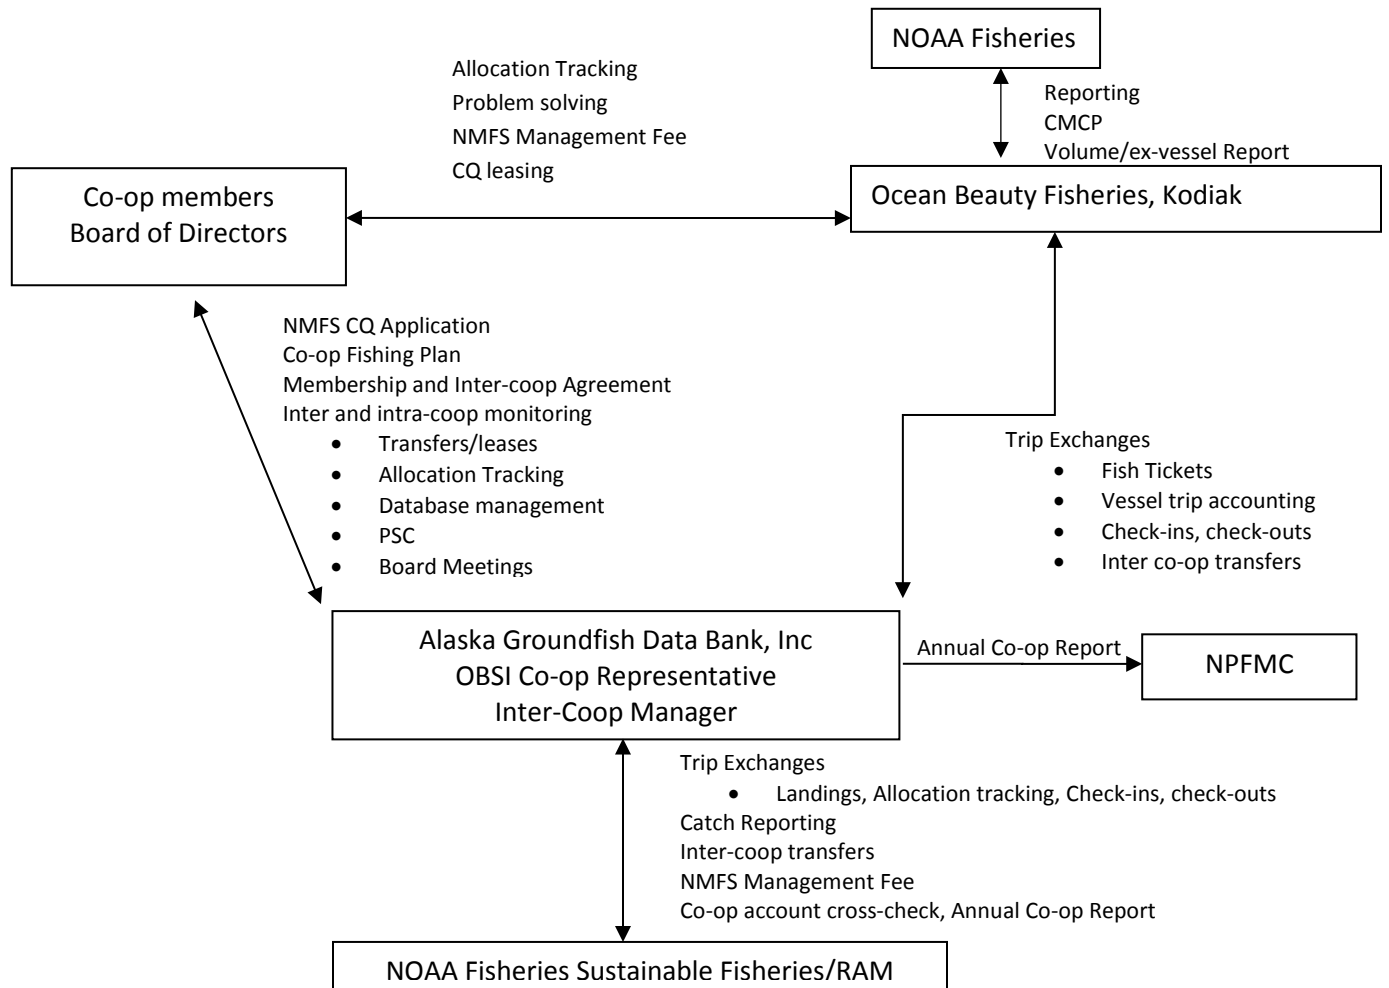 NOAA Fisheries
Allocation Tracking
Problem solving
NMFS Management Fee
CQ leasing
Reporting
CMCP
Volume/ex-vessel Report
Co-op members
Board of Directors
Ocean Beauty Fisheries, Kodiak
NMFS CQ Application
Co-op Fishing Plan
Membership and Inter-coop Agreement
Inter and intra-coop monitoring
• Transfers/leases
• Allocation Tracking
• Database management
• PSC
• Board Meetings
Trip Exchanges
• Fish Tickets
• Vessel trip accounting
• Check-ins, check-outs
• Inter co-op transfers
Alaska Groundfish Data Bank, Inc
OBSI Co-op Representative
Inter-Coop Manager
Annual Co-op Report
NPFMC
Trip Exchanges
• Landings, Allocation tracking, Check-ins, check-outs
Catch Reporting
Inter-coop transfers
NMFS Management Fee
Co-op account cross-check, Annual Co-op Report
NOAA Fisheries Sustainable Fisheries/RAM